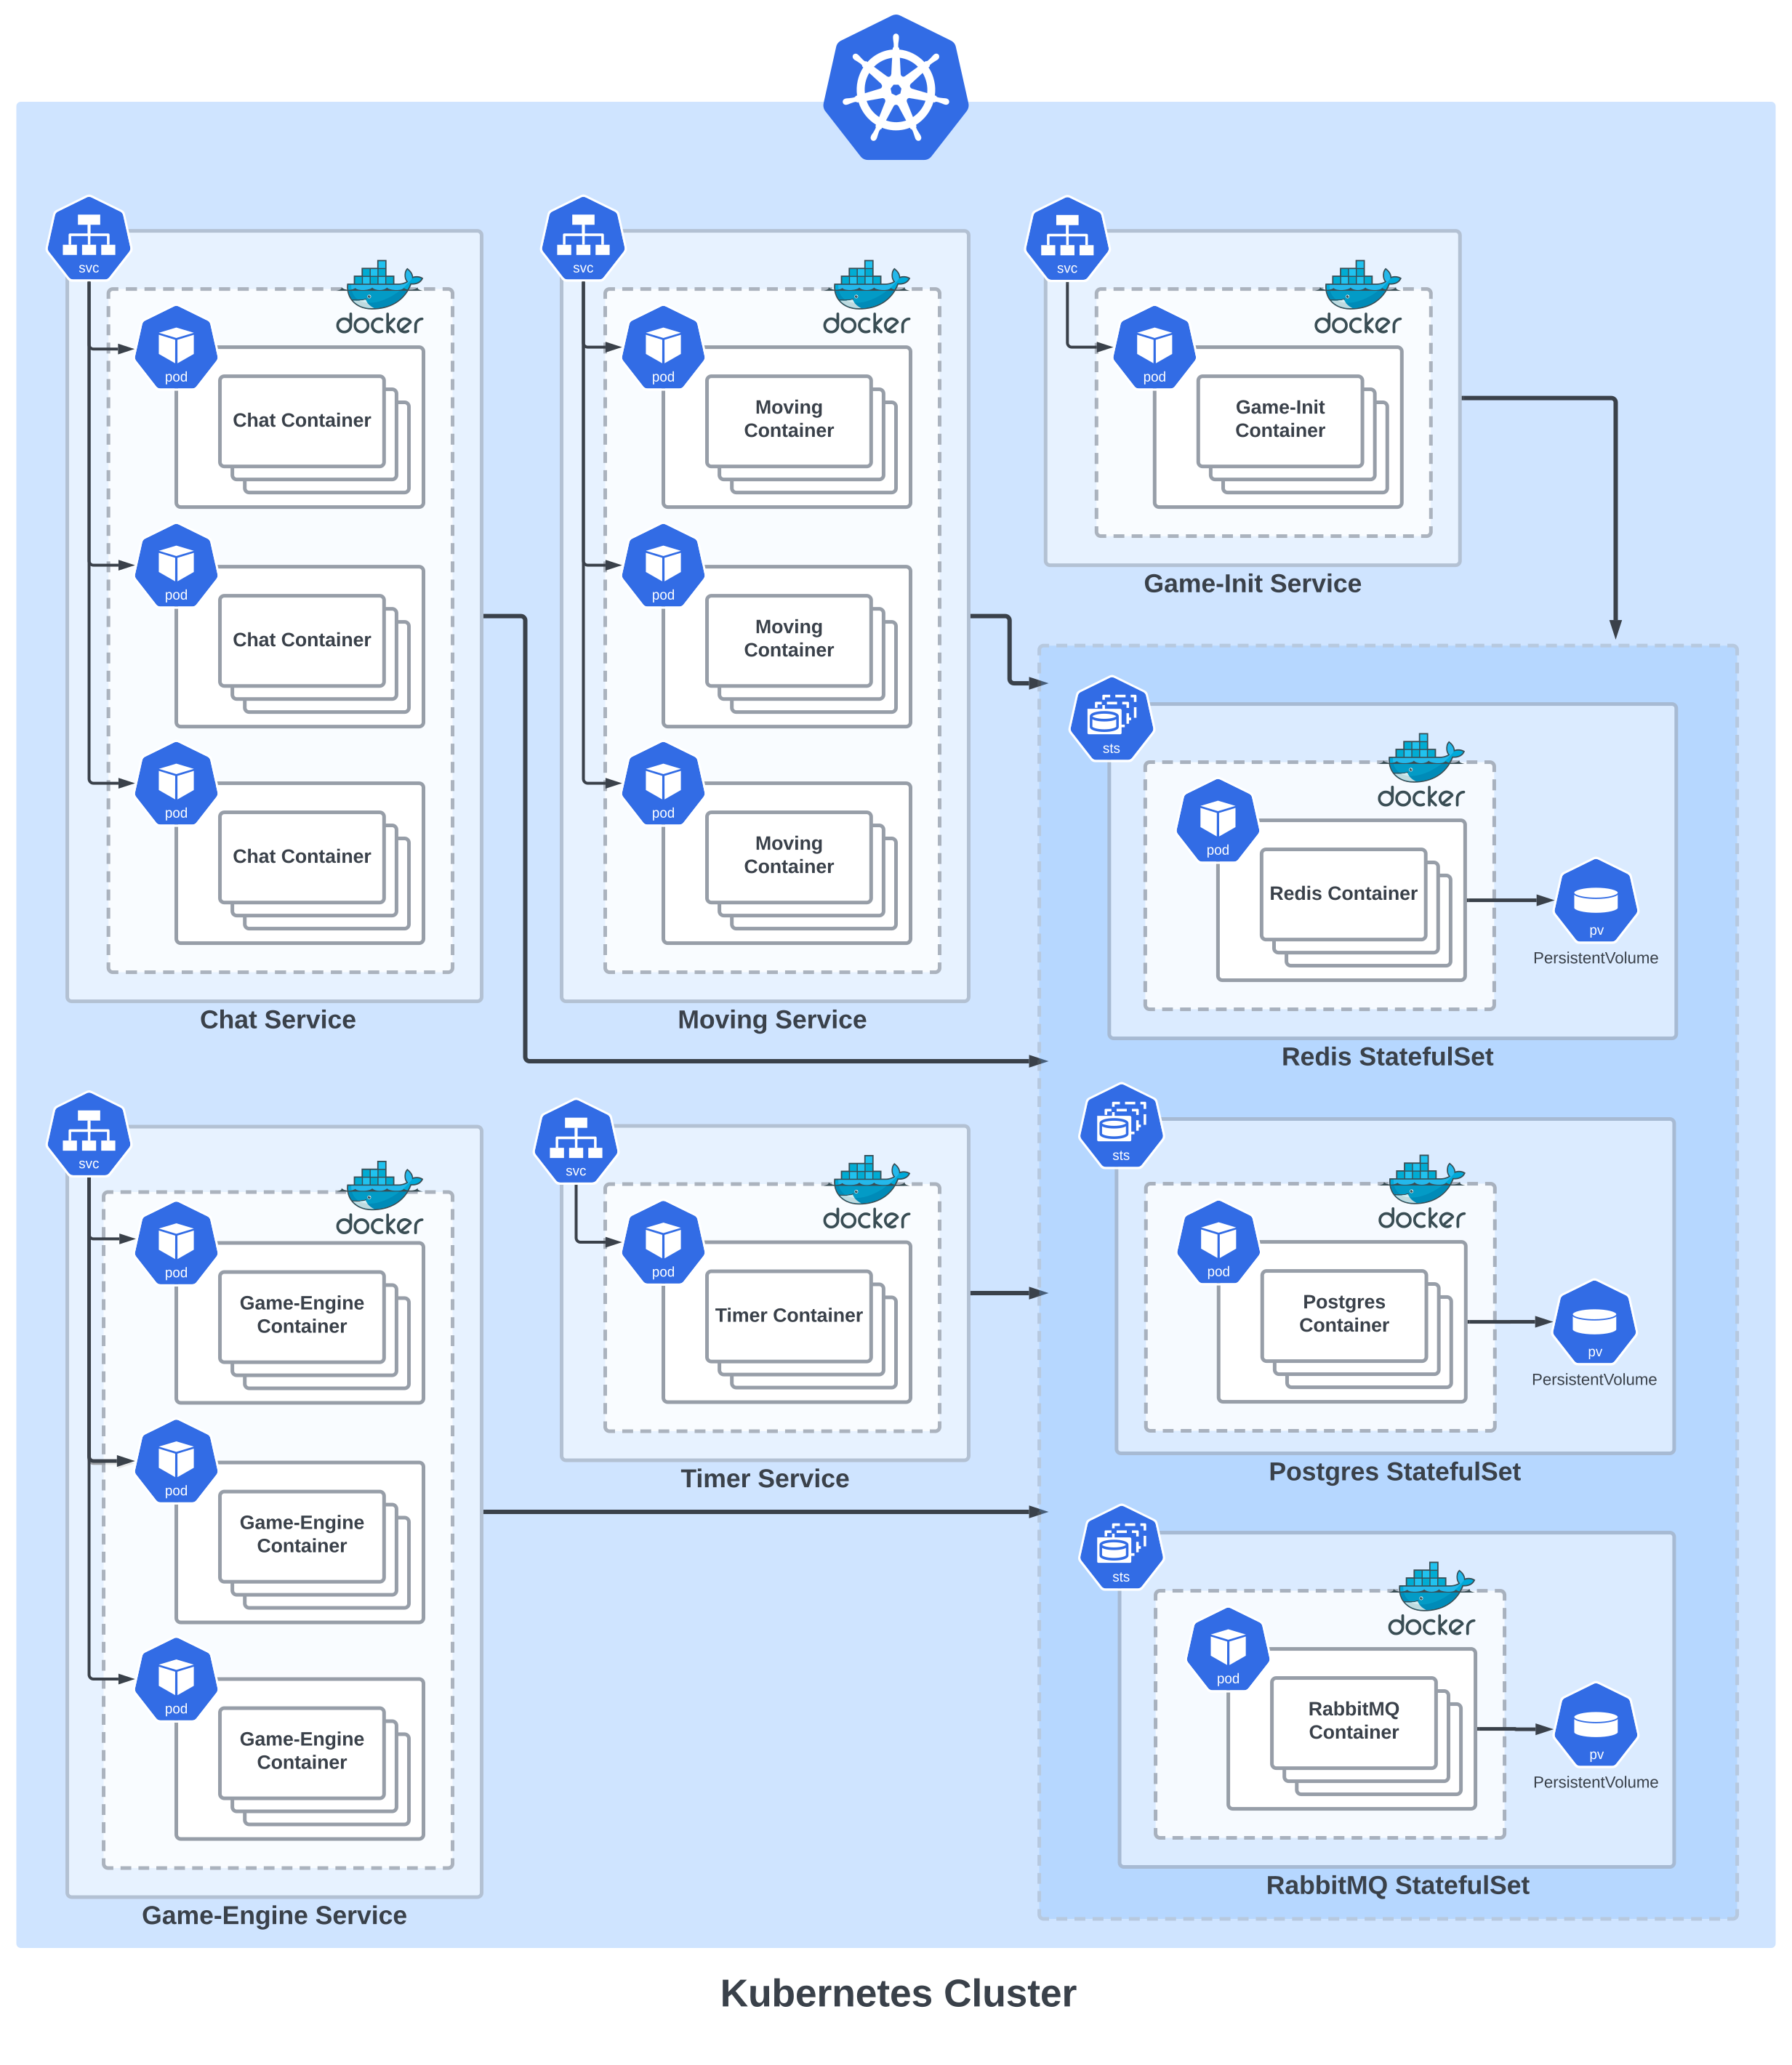 svc
docker
pod
Chat Container
pod
Chat Container
pod
Chat Container
Chat Service
svc
docker
pod
Moving
Container
pod
Moving
Container
pod
Moving
Container
Moving Service
svc
docker
pod
Game-Init
Container
Game-Init Service
sts
docker
pod
Redis Container
pv
PersistentVolume
Redis StatefulSet
svc
docker
pod
Game-Engine
Container
pod
Game-Engine
Container
pod
Game-Engine
Container
Game-Engine Service
svc
docker
pod
Timer Container
Timer Service
sts
docker
pod
Postgres
Container
pv
PersistentVolume
Postgres StatefulSet
sts
docker
pod
RabbitMQ
Container
pv
PersistentVolume
RabbitMQ StatefulSet
Kubernetes Cluster